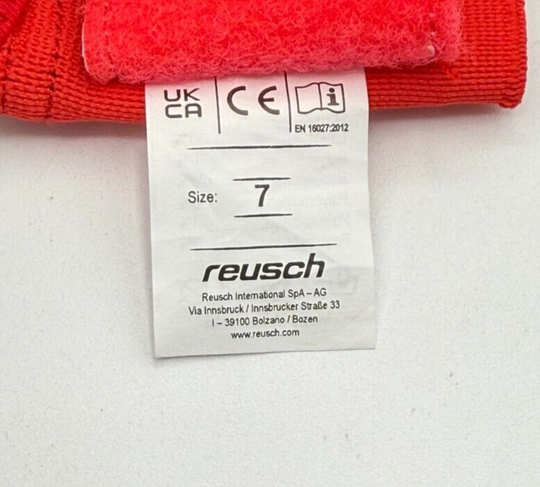 UK CA CE i
EN 16027:2012
Size: 7
reusch
Reusch International SpA – AG
Via Innsbruck / Innsbrucker Straße 33
I – 39100 Bolzano / Bozen
www.reusch.com